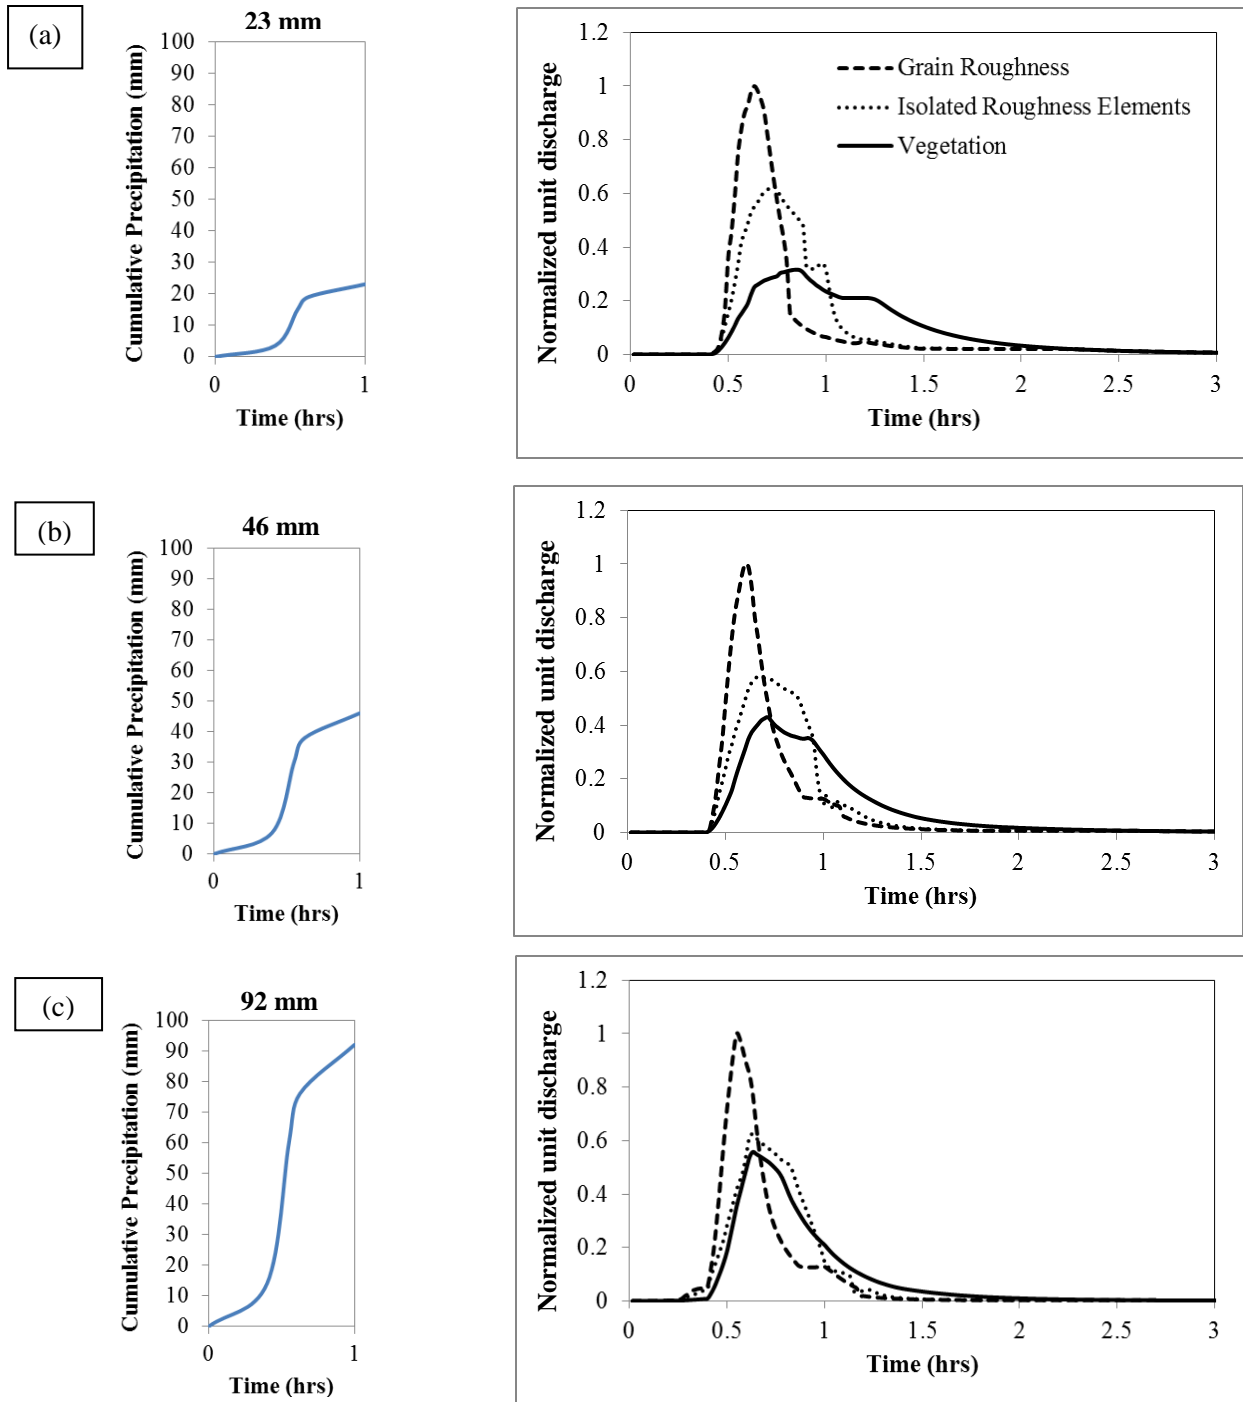 (a)
23 mm
Cumulative Precipitation (mm)
100
90
80
70
60
50
40
30
20
10
0
0 1
Time (hrs)
Normalized unit discharge
1.2
1
0.8
0.6
0.4
0.2
0
Grain Roughness
Isolated Roughness Elements
Vegetation
0 0.5 1 1.5 2 2.5 3
Time (hrs)
(b)
46 mm
Cumulative Precipitation (mm)
100
90
80
70
60
50
40
30
20
10
0
0 1
Time (hrs)
Normalized unit discharge
1.2
1
0.8
0.6
0.4
0.2
0
0 0.5 1 1.5 2 2.5 3
Time (hrs)
(c)
92 mm
Cumulative Precipitation (mm)
100
90
80
70
60
50
40
30
20
10
0
0 1
Time (hrs)
Normalized unit discharge
1.2
1
0.8
0.6
0.4
0.2
0
0 0.5 1 1.5 2 2.5 3
Time (hrs)